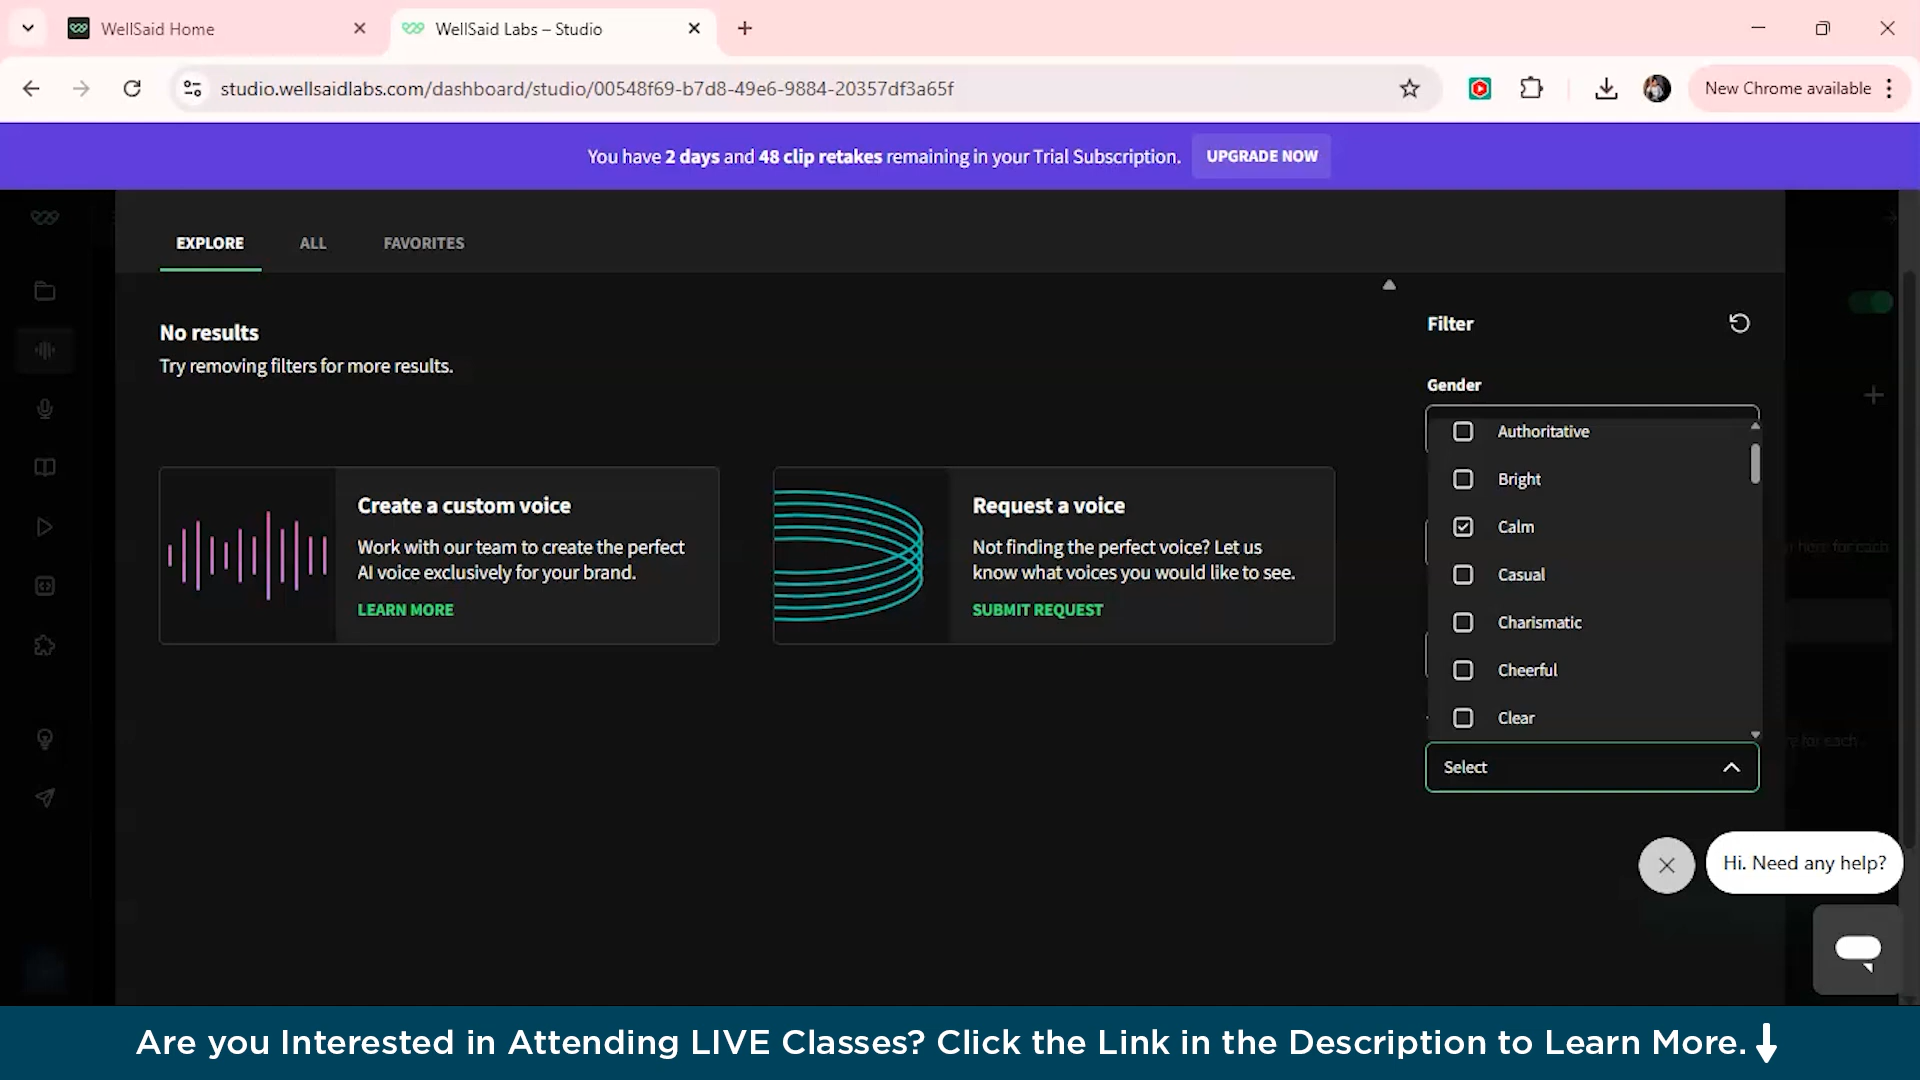 WellSaid Home
WellSaid Labs – Studio
studio.wellsaidlabs.com/dashboard/studio/00548f69-b7d8-49e6-9884-20357df3a65f
New Chrome available
You have 2 days and 48 clip retakes remaining in your Trial Subscription.
UPGRADE NOW
EXPLORE
ALL
FAVORITES
No results
Try removing filters for more results.
Create a custom voice
Work with our team to create the perfect
AI voice exclusively for your brand.
LEARN MORE
Request a voice
Not finding the perfect voice? Let us
know what voices you would like to see.
SUBMIT REQUEST
Filter
Gender
Authoritative
Bright
Calm
Casual
Charismatic
Cheerful
Clear
Select
here for each
for each
Hi. Need any help?
Are you Interested in Attending LIVE Classes? Click the Link in the Description to Learn More.